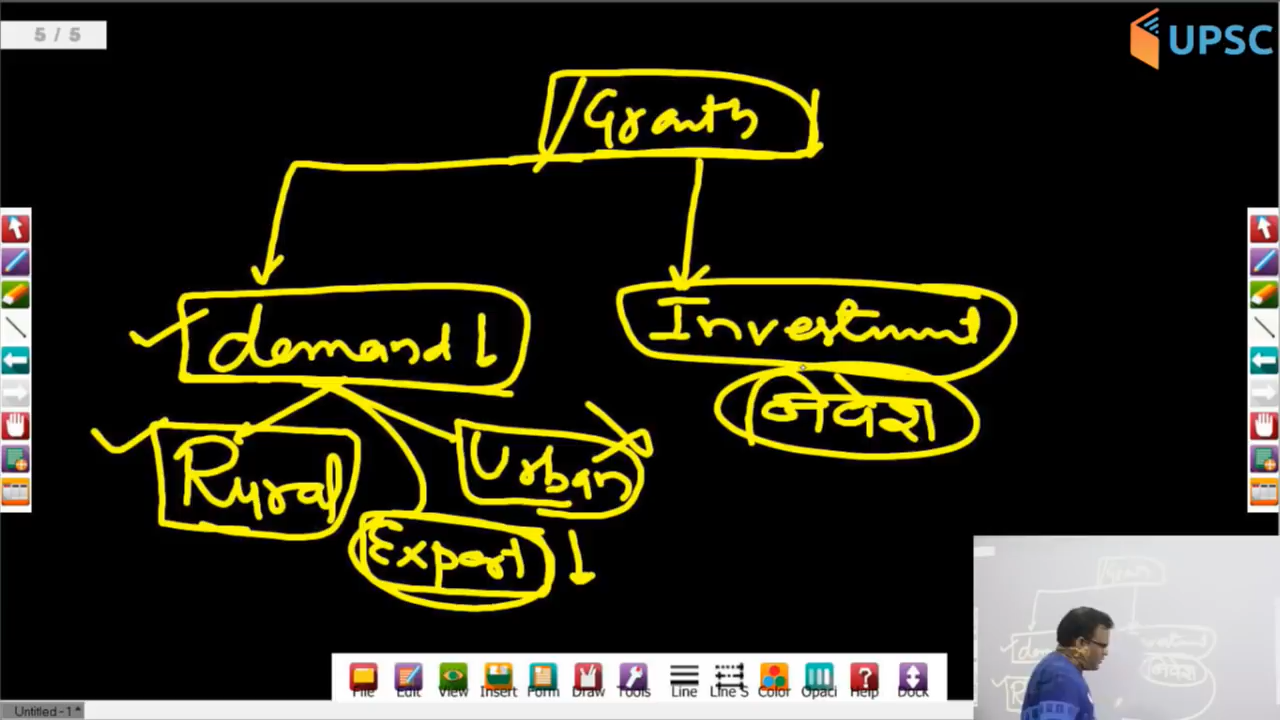 5 / 5
UPSC
Growth
demand
Investment
निवेश
Rural
Urban
Export
File Edit View Insert Form Draw Tools Line Line S Color Opaci Help Dock
Untitled - 1 *